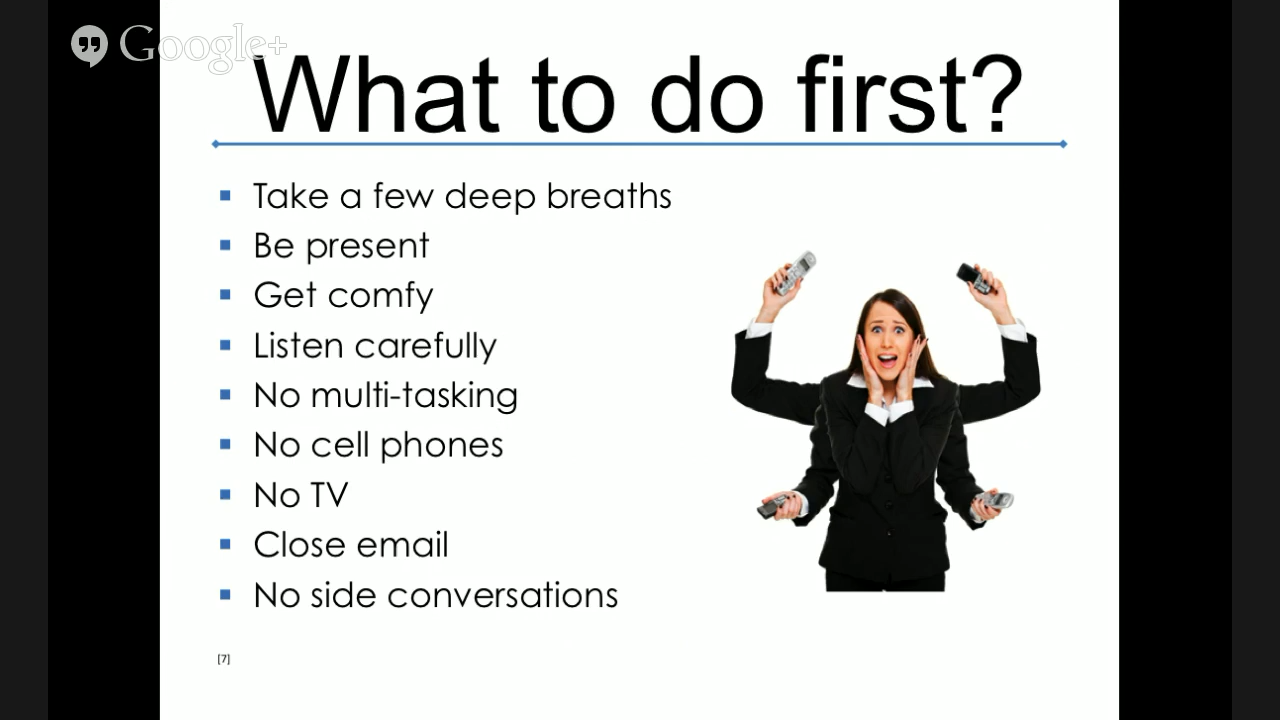 Google+
What to do first?
Take a few deep breaths
Be present
Get comfy
Listen carefully
No multi-tasking
No cell phones
No TV
Close email
No side conversations
[7]